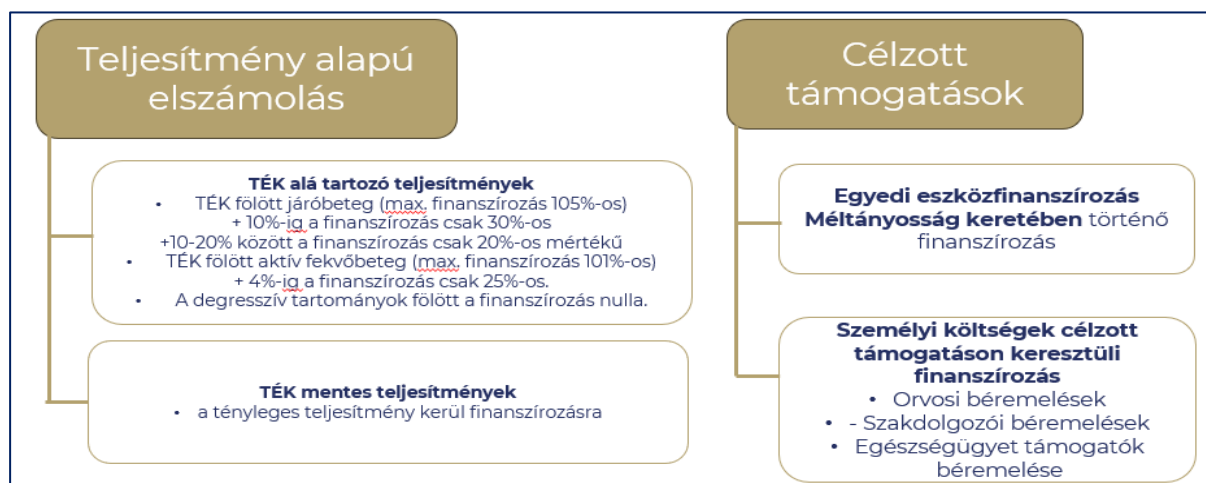 Teljesítmény alapú
elszámolás
TÉK alá tartozó teljesítmények
• TÉK fölött járóbeteg (max. finanszírozás 105%-os)
+ 10%-ig a finanszírozás csak 30%-os
+10-20% között a finanszírozás csak 20%-os mértékű
• TÉK fölött aktív fekvőbeteg (max. finanszírozás 101%-os)
+ 4%-ig a finanszírozás csak 25%-os.
• A degresszív tartományok fölött a finanszírozás nulla.
TÉK mentes teljesítmények
• a tényleges teljesítmény kerül finanszírozásra
Célzott
támogatások
Egyedi eszközfinanszírozás
Méltányosság keretében történő
finanszírozás
Személyi költségek célzott
támogatáson keresztüli
finanszírozás
• Orvosi béremelések
• - Szakdolgozói béremelések
• Egészségügyet támogatók
béremelése